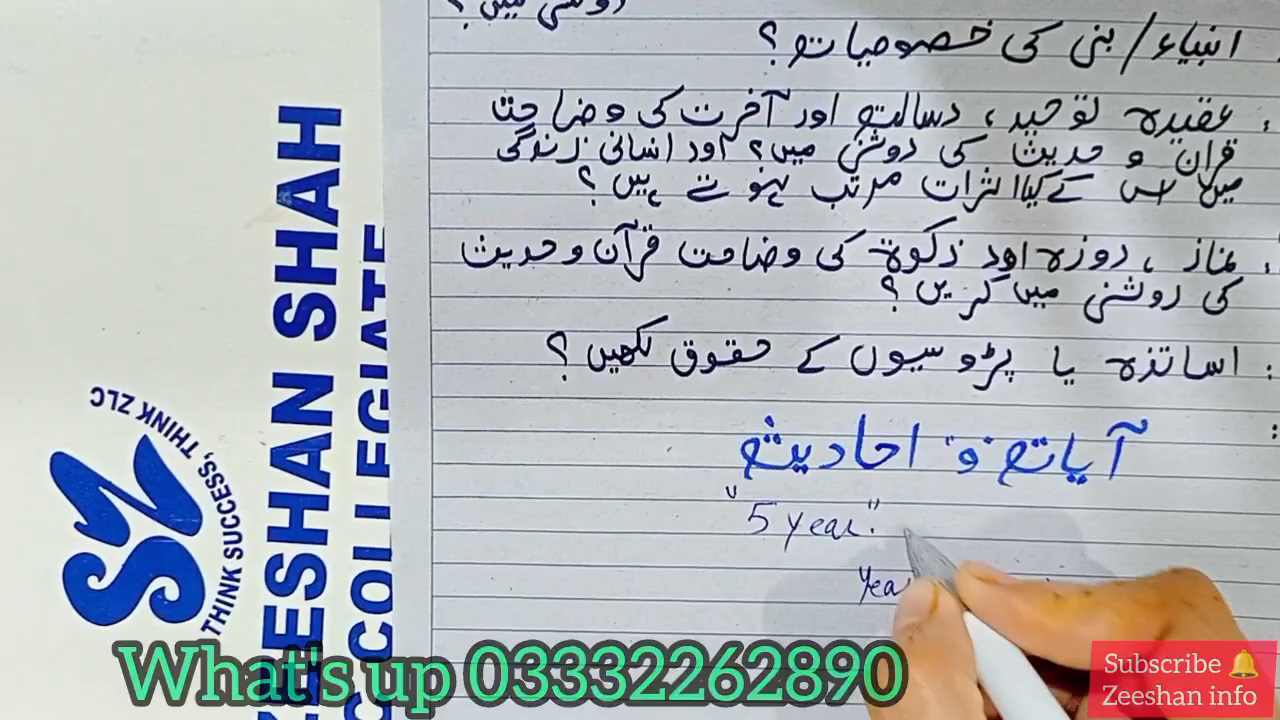 روشنی میں؟
انبیاء/نبی کی خصوصیات؟
عقیدہ توحید، رسالت اور آخرت کی وضاحت
قرآن و حدیث کی روشنی میں؟ اور انسانی زندگی
میں اس کے کیا اثرات مرتب ہوتے ہیں؟
نماز، روزہ اور زکوۃ کی وضاحت قرآن و حدیث
کی روشنی میں کریں؟
اساتذہ یا پڑوسیوں کے حقوق لکھیں؟
آیات و احادیث
"5 year".
Yea
ZEESHAN SHAH
COLLEGIATE
THINK SUCCESS, THINK ZLC
What's up 03332262890
Subscribe 🔔
Zeeshan info